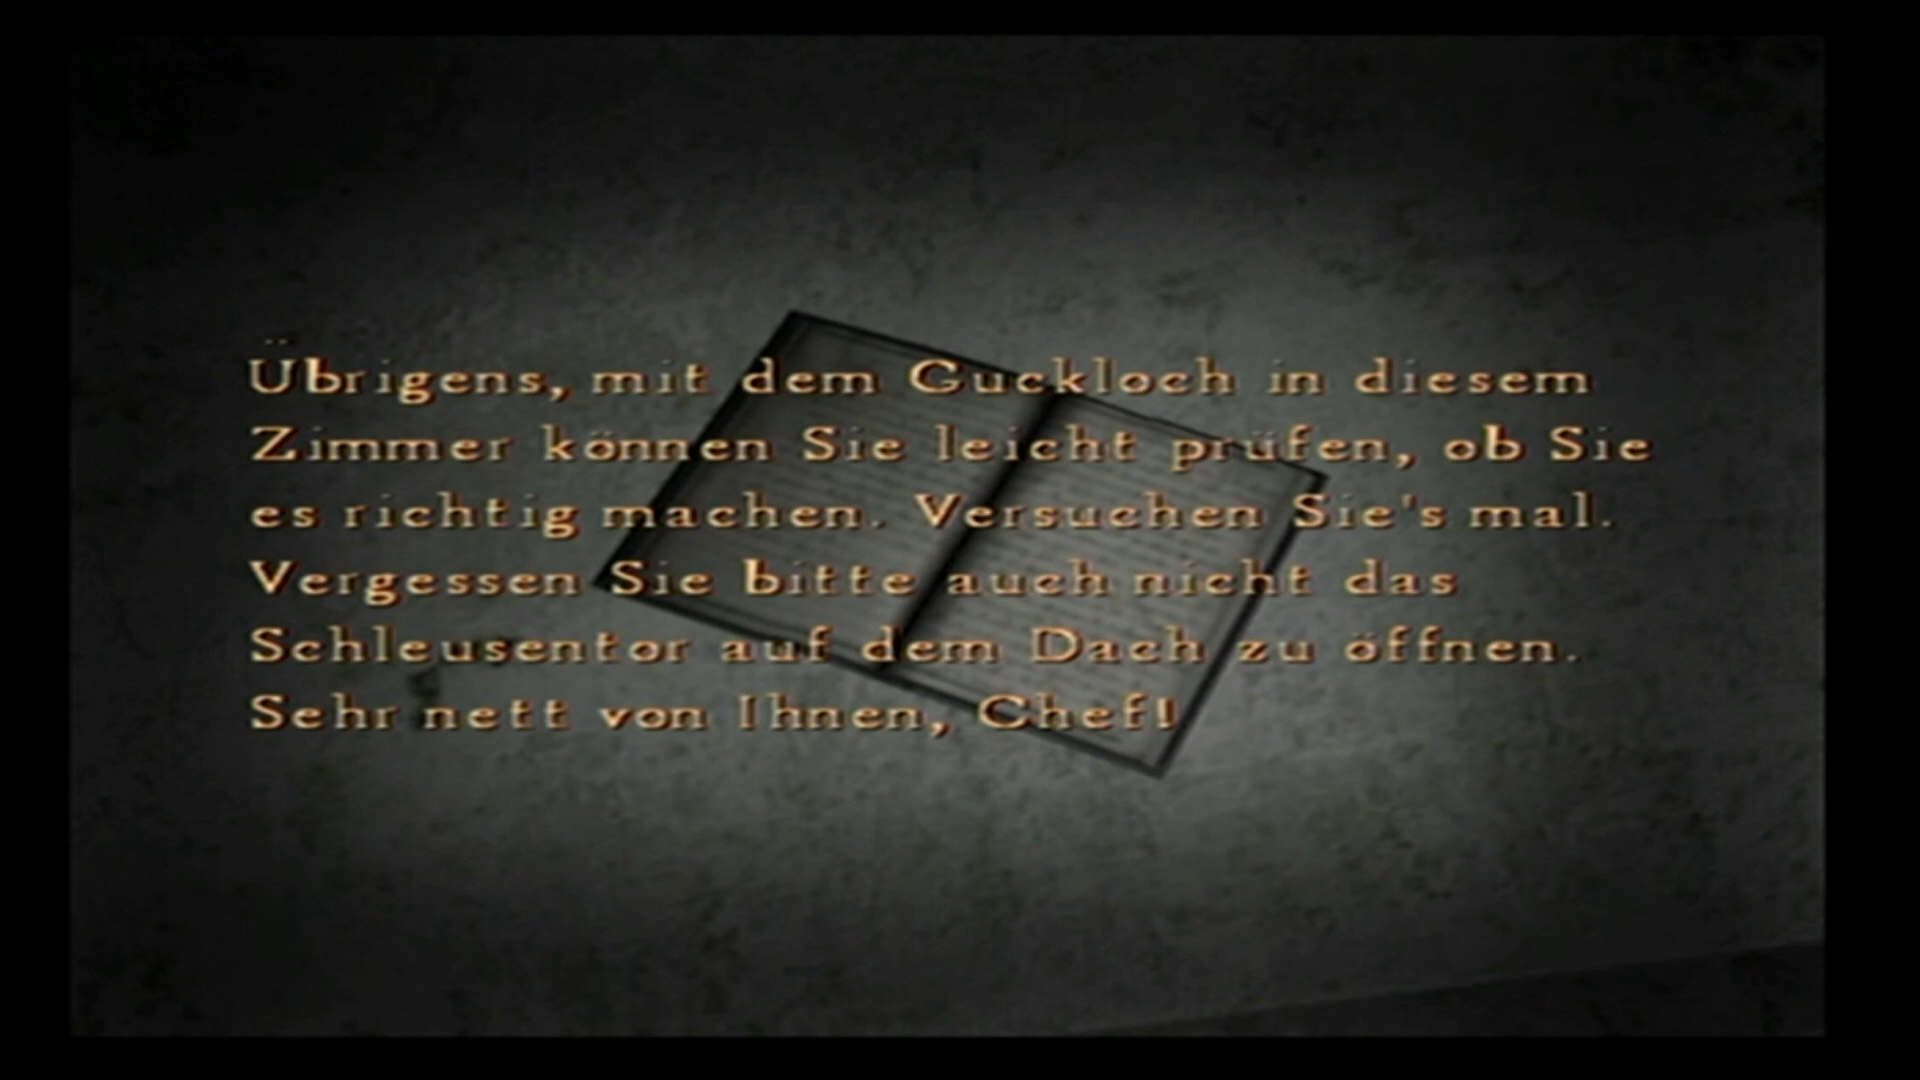 Übrigens, mit dem Guckloch in diesem
Zimmer können Sie leicht prüfen, ob Sie
es richtig machen. Versuchen Sie's mal.
Vergessen Sie bitte auch nicht das
Schleusentor auf dem Dach zu öffnen.
Sehr nett von Ihnen, Chef!